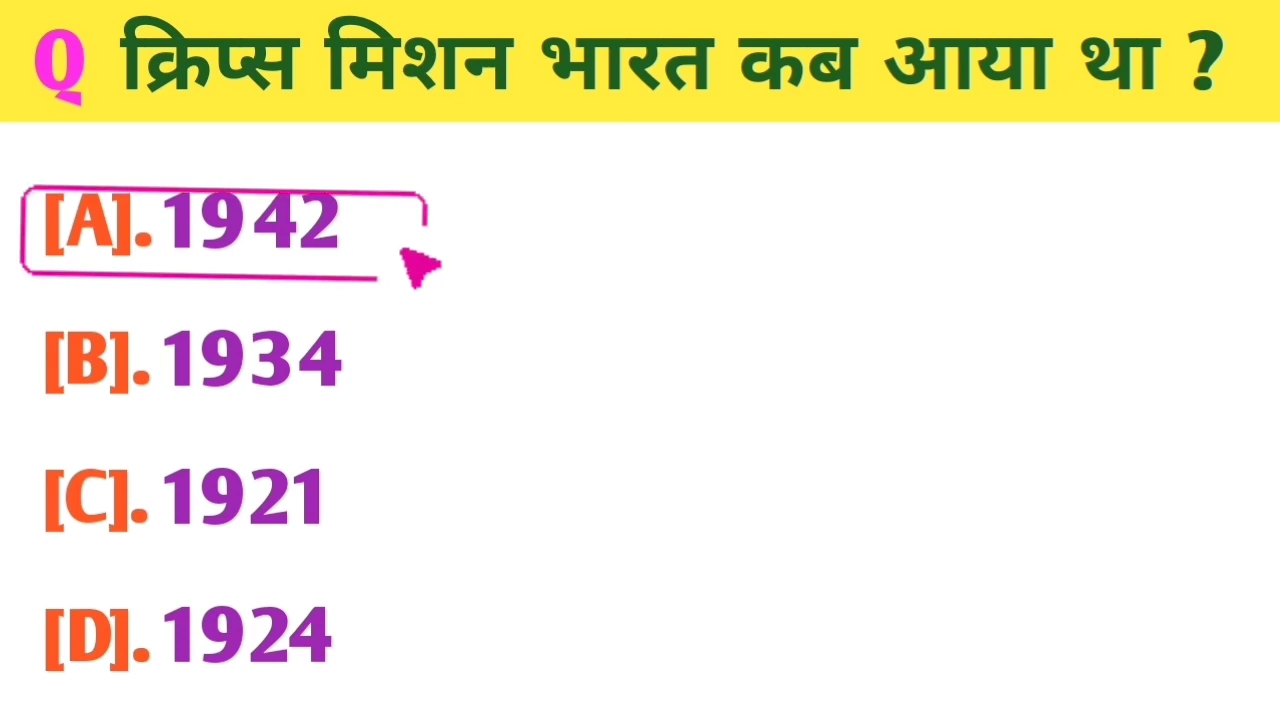 Q क्रिप्स मिशन भारत कब आया था ?
[A]. 1942
[B]. 1934
[C]. 1921
[D]. 1924